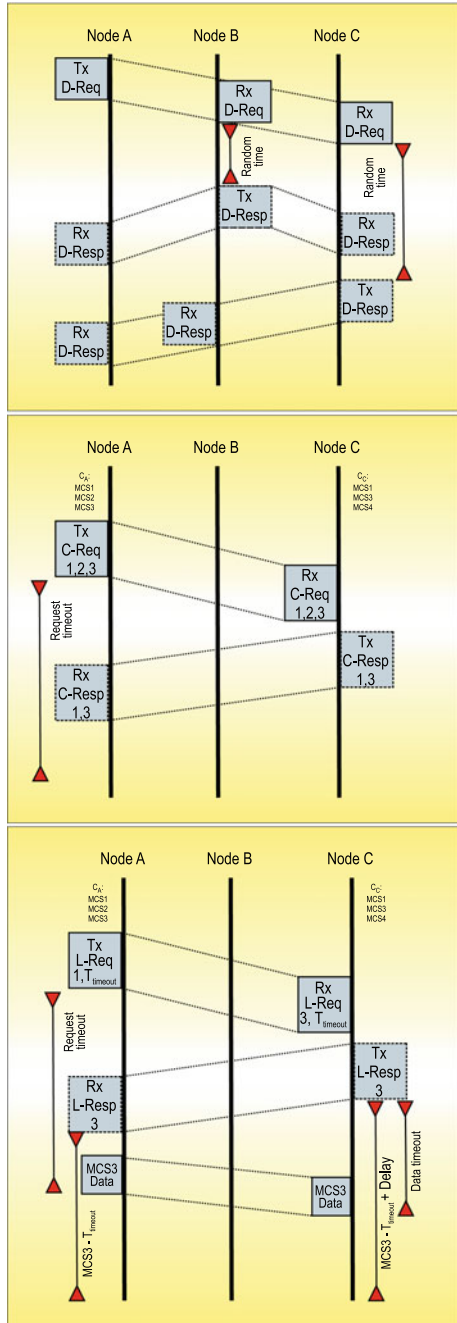 Node A Node B Node C
Tx
D-Req
Rx
D-Req
Rx
D-Req
Random
time
Random
time
Tx
D-Resp
Rx
D-Resp
Rx
D-Resp
Tx
D-Resp
Rx
D-Resp
Rx
D-Resp
Node A Node B Node C
CA:
MCS1
MCS2
MCS3
CC:
MCS1
MCS3
MCS4
Tx
C-Req
1,2,3
Rx
C-Req
1,2,3
Request
timeout
Tx
C-Resp
1,3
Rx
C-Resp
1,3
Node A Node B Node C
CA:
MCS1
MCS2
MCS3
CC:
MCS1
MCS3
MCS4
Tx
L-Req
1,Ttimeout
Rx
L-Req
3, Ttimeout
Request
timeout
Tx
L-Resp
3
Rx
L-Resp
3
MCS3
Data
MCS3
Data
MCS3 - Ttimeout
MCS3 - Ttimeout + Delay
Data timeout